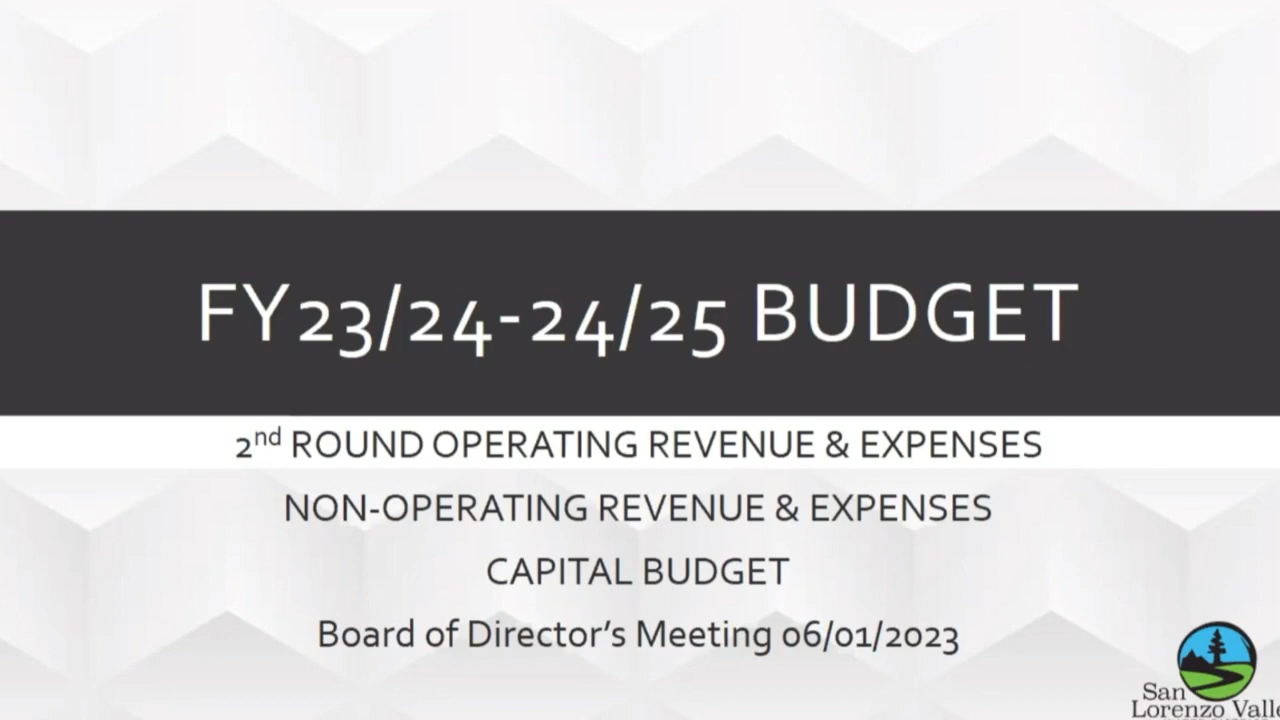 FY23/24-24/25 BUDGET
2nd ROUND OPERATING REVENUE & EXPENSES
NON-OPERATING REVENUE & EXPENSES
CAPITAL BUDGET
Board of Director’s Meeting 06/01/2023
San
Lorenzo Valle